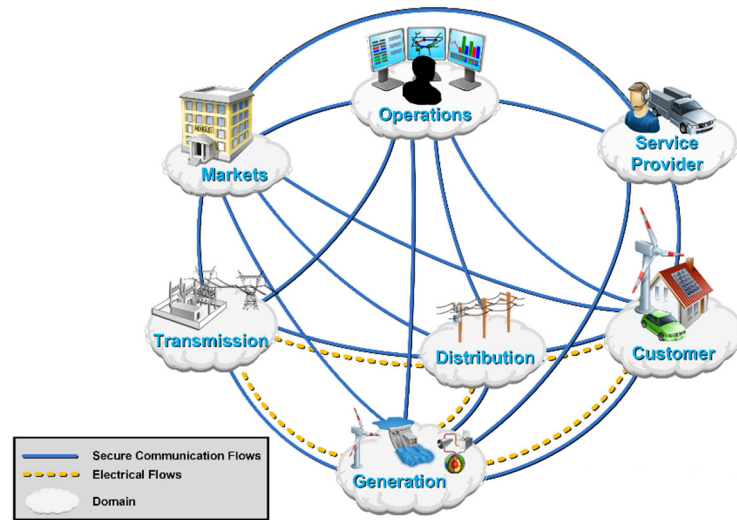 Operations
Markets
Service
Provider
Transmission
Distribution
Customer
Generation
Secure Communication Flows
Electrical Flows
Domain